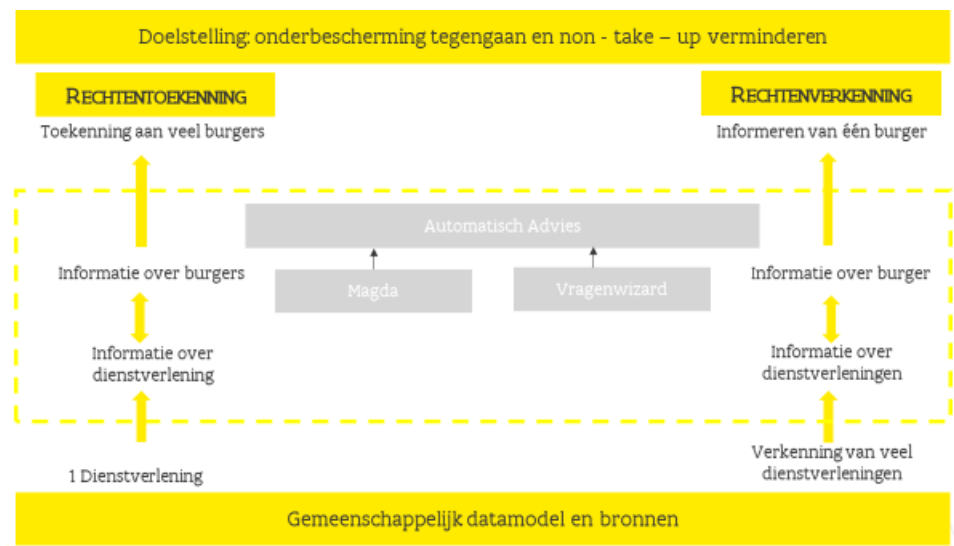 Doelstelling: onderbescherming tegengaan en non - take – up verminderen
RECHTENTOEKENNING
Toekenning aan veel burgers
RECHTENVERKENNING
Informeren van één burger
Automatisch Advies
Magda
Vragenwizard
Informatie over burgers
Informatie over
dienstverlening
1 Dienstverlening
Informatie over burger
Informatie over
dienstverleningen
Verkenning van veel
dienstverleningen
Gemeenschappelijk datamodel en bronnen